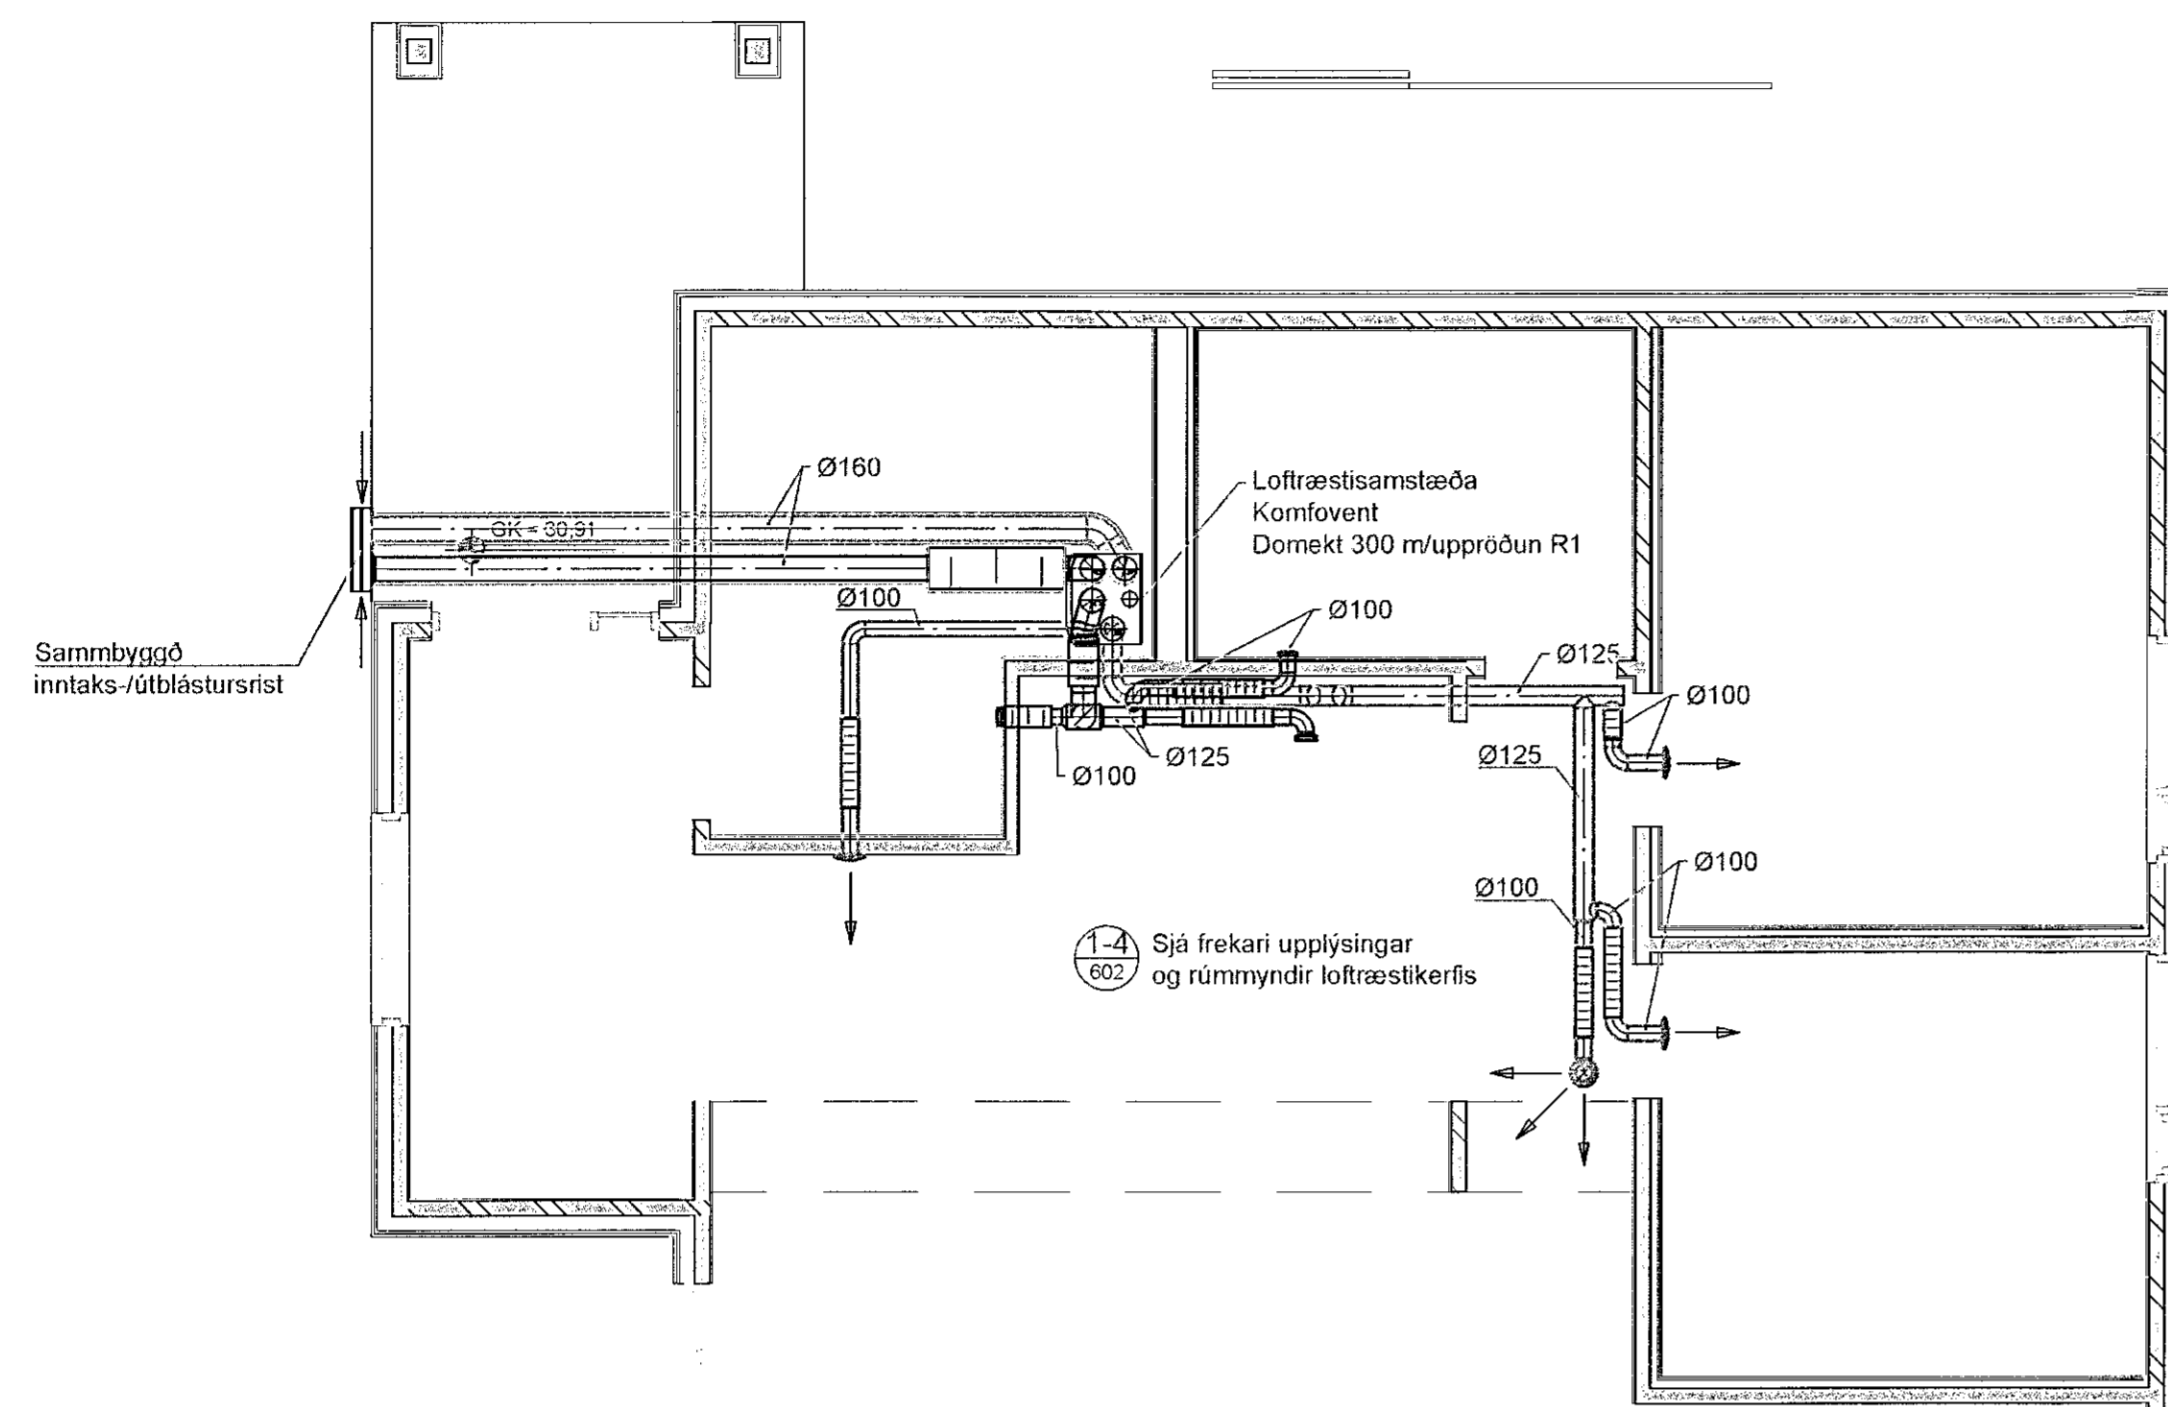 Ø160
Loftræstisamstæða
Komfovent
Domekt 300 m/uppröðun R1
GK = 30,91
Ø100
Ø100
Sammbyggð
inntaks-/útblástursrist
Ø125
Ø100
Ø125
Ø125
Ø100
Ø100
Ø100
1-4
602
Sjá frekari upplýsingar
og rúmmyndir loftræstikerfis